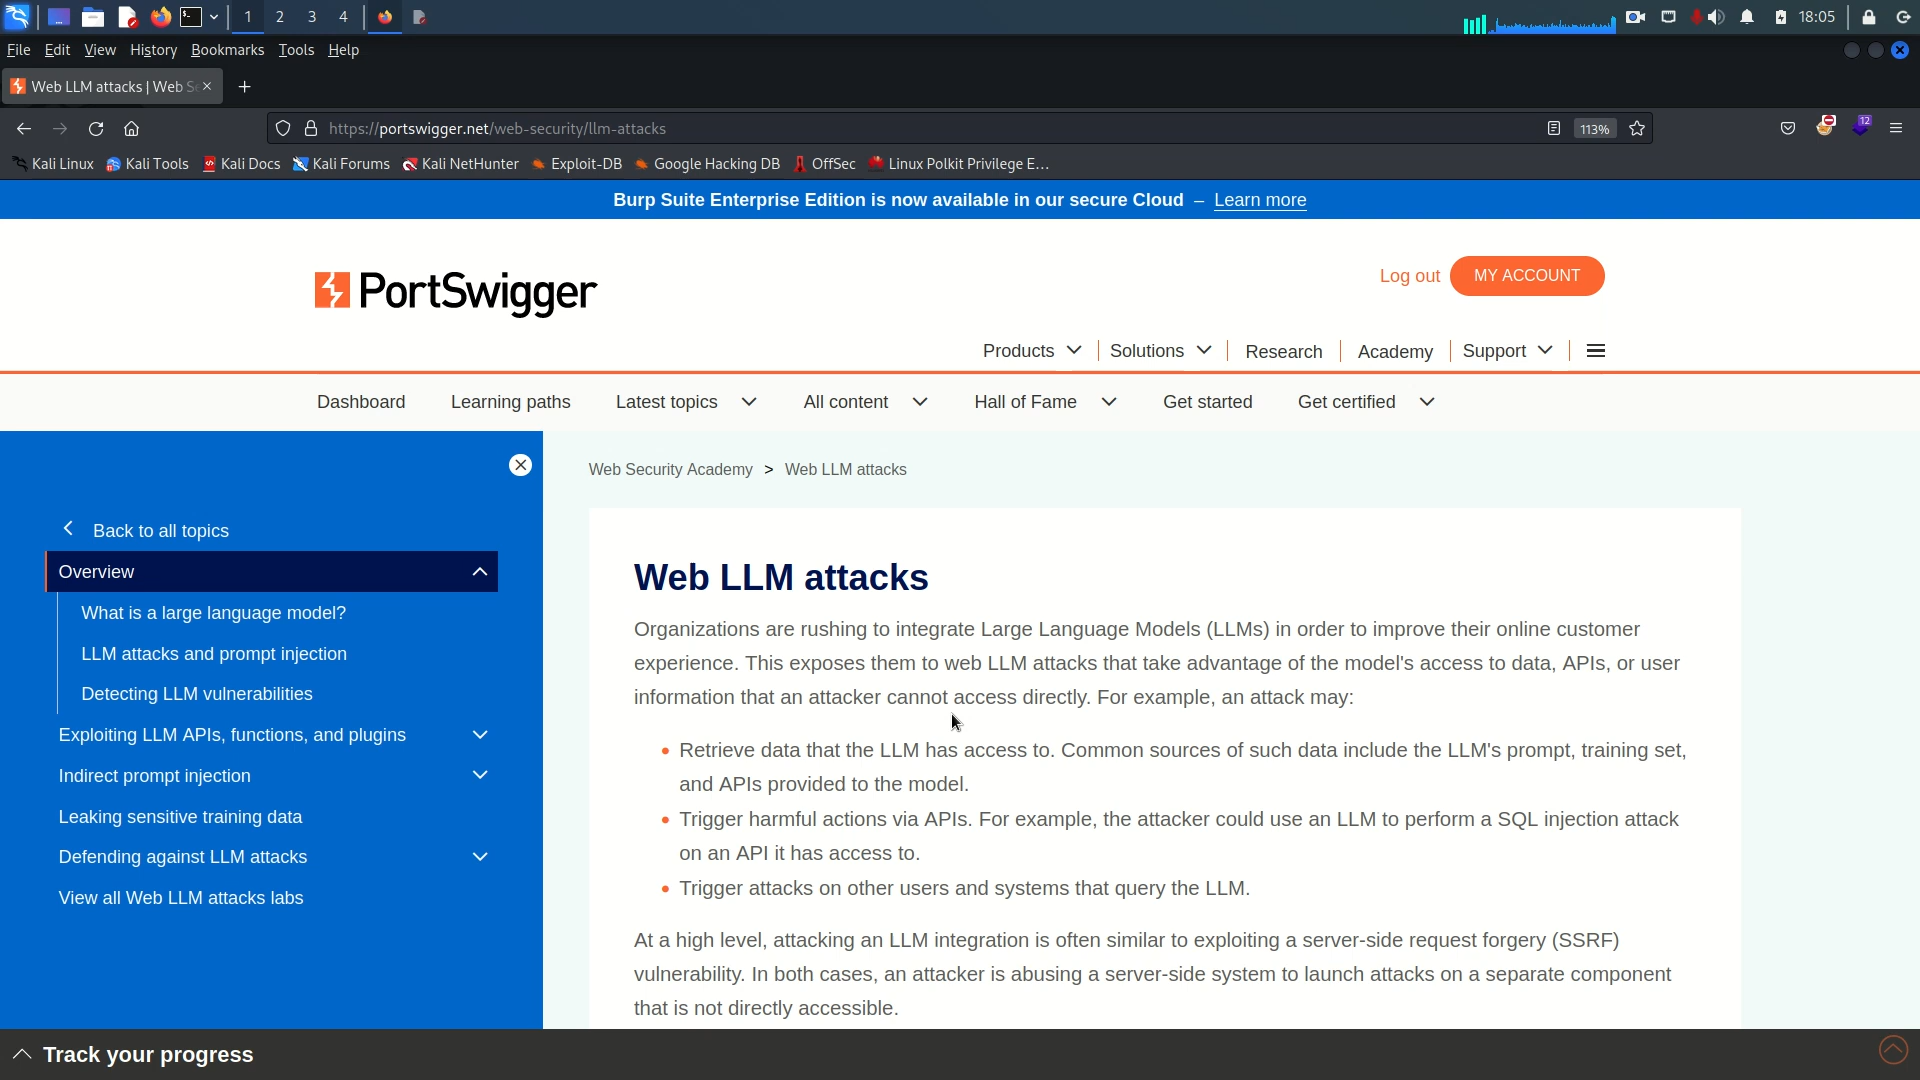 1 2 3 4
18:05
File Edit View History Bookmarks Tools Help
Web LLM attacks | Web S
https://portswigger.net/web-security/llm-attacks
113%
12
Kali Linux Kali Tools Kali Docs Kali Forums Kali NetHunter Exploit-DB Google Hacking DB OffSec Linux Polkit Privilege E...
Burp Suite Enterprise Edition is now available in our secure Cloud – Learn more
PortSwigger
Log out MY ACCOUNT
Products Solutions Research Academy Support
Dashboard Learning paths Latest topics All content Hall of Fame Get started Get certified
Back to all topics
Overview
What is a large language model?
LLM attacks and prompt injection
Detecting LLM vulnerabilities
Exploiting LLM APIs, functions, and plugins
Indirect prompt injection
Leaking sensitive training data
Defending against LLM attacks
View all Web LLM attacks labs
Web Security Academy > Web LLM attacks
Web LLM attacks
Organizations are rushing to integrate Large Language Models (LLMs) in order to improve their online customer
experience. This exposes them to web LLM attacks that take advantage of the model's access to data, APIs, or user
information that an attacker cannot access directly. For example, an attack may:
• Retrieve data that the LLM has access to. Common sources of such data include the LLM's prompt, training set,
and APIs provided to the model.
• Trigger harmful actions via APIs. For example, the attacker could use an LLM to perform a SQL injection attack
on an API it has access to.
• Trigger attacks on other users and systems that query the LLM.
At a high level, attacking an LLM integration is often similar to exploiting a server-side request forgery (SSRF)
vulnerability. In both cases, an attacker is abusing a server-side system to launch attacks on a separate component
that is not directly accessible.
Track your progress